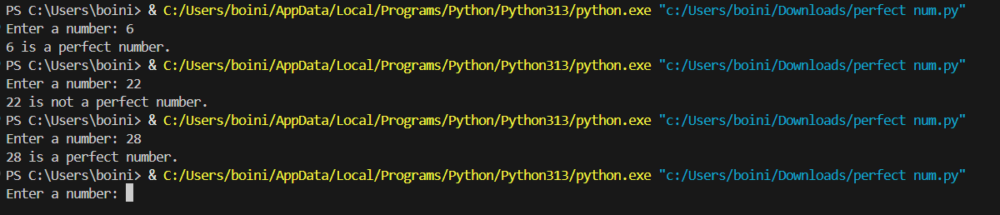 PS C:\Users\boini> & C:/Users/boini/AppData/Local/Programs/Python/Python313/python.exe "c:/Users/boini/Downloads/perfect num.py"
Enter a number: 6
6 is a perfect number.
PS C:\Users\boini> & C:/Users/boini/AppData/Local/Programs/Python/Python313/python.exe "c:/Users/boini/Downloads/perfect num.py"
Enter a number: 22
22 is not a perfect number.
PS C:\Users\boini> & C:/Users/boini/AppData/Local/Programs/Python/Python313/python.exe "c:/Users/boini/Downloads/perfect num.py"
Enter a number: 28
28 is a perfect number.
PS C:\Users\boini> & C:/Users/boini/AppData/Local/Programs/Python/Python313/python.exe "c:/Users/boini/Downloads/perfect num.py"
Enter a number: